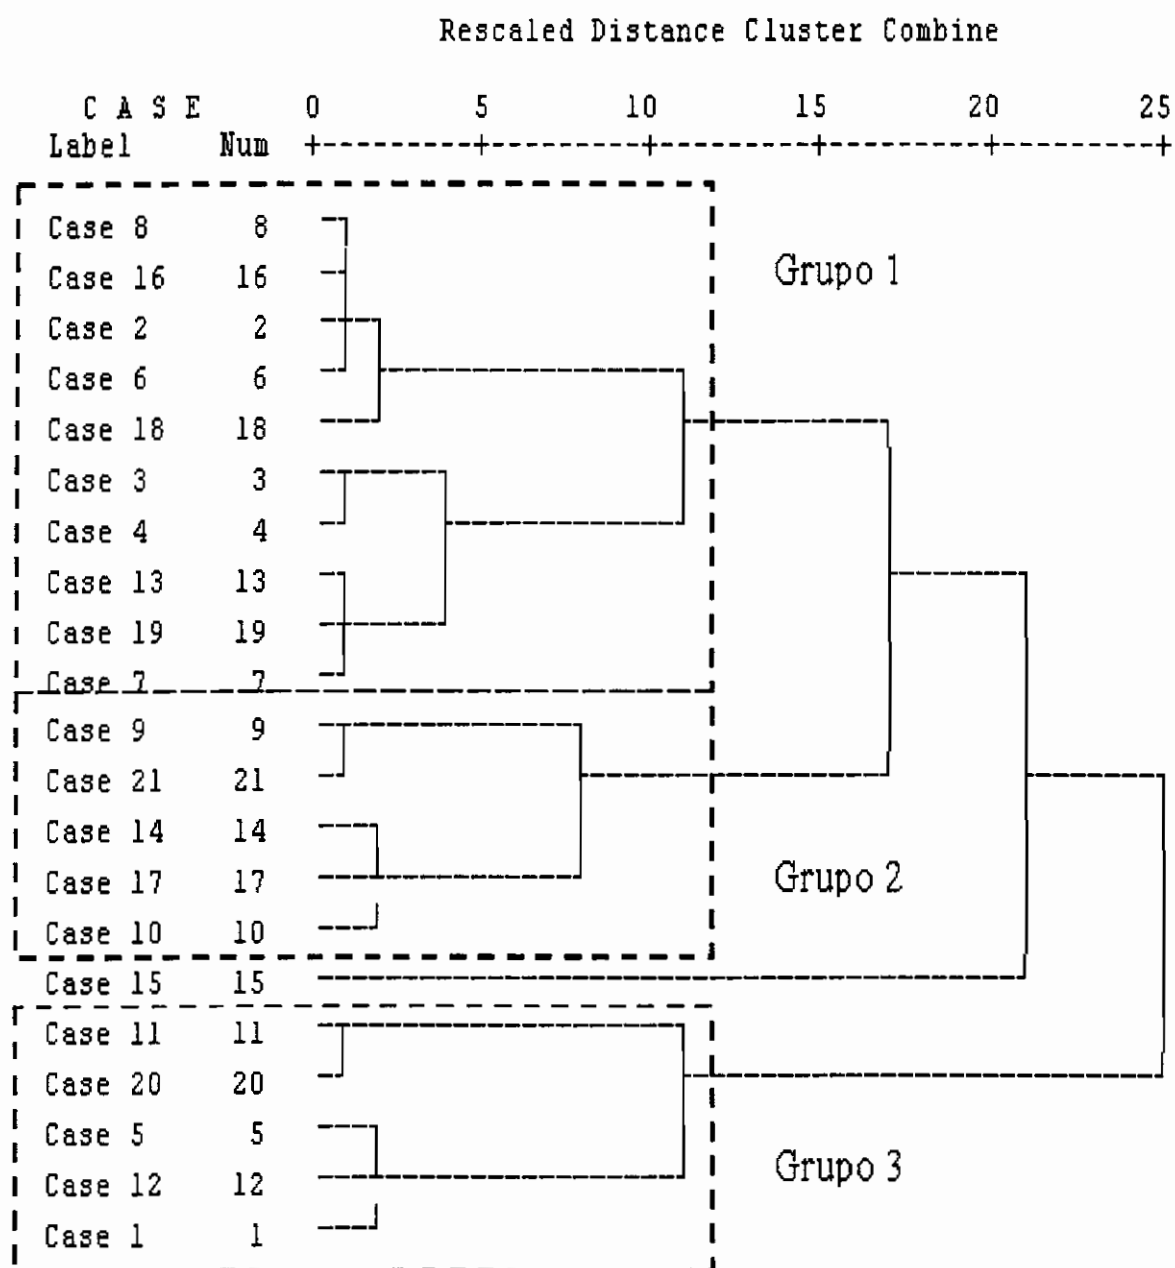 Rescaled Distance Cluster Combine
C A S E 0 5 10 15 20 25
Label Num
Case 8 8
Case 16 16
Grupo 1
Case 2 2
Case 6 6
Case 18 18
Case 3 3
Case 4 4
Case 13 13
Case 19 19
Case 7 7
Case 9 9
Case 21 21
Case 14 14
Case 17 17
Grupo 2
Case 10 10
Case 15 15
Case 11 11
Case 20 20
Case 5 5
Case 12 12
Grupo 3
Case 1 1